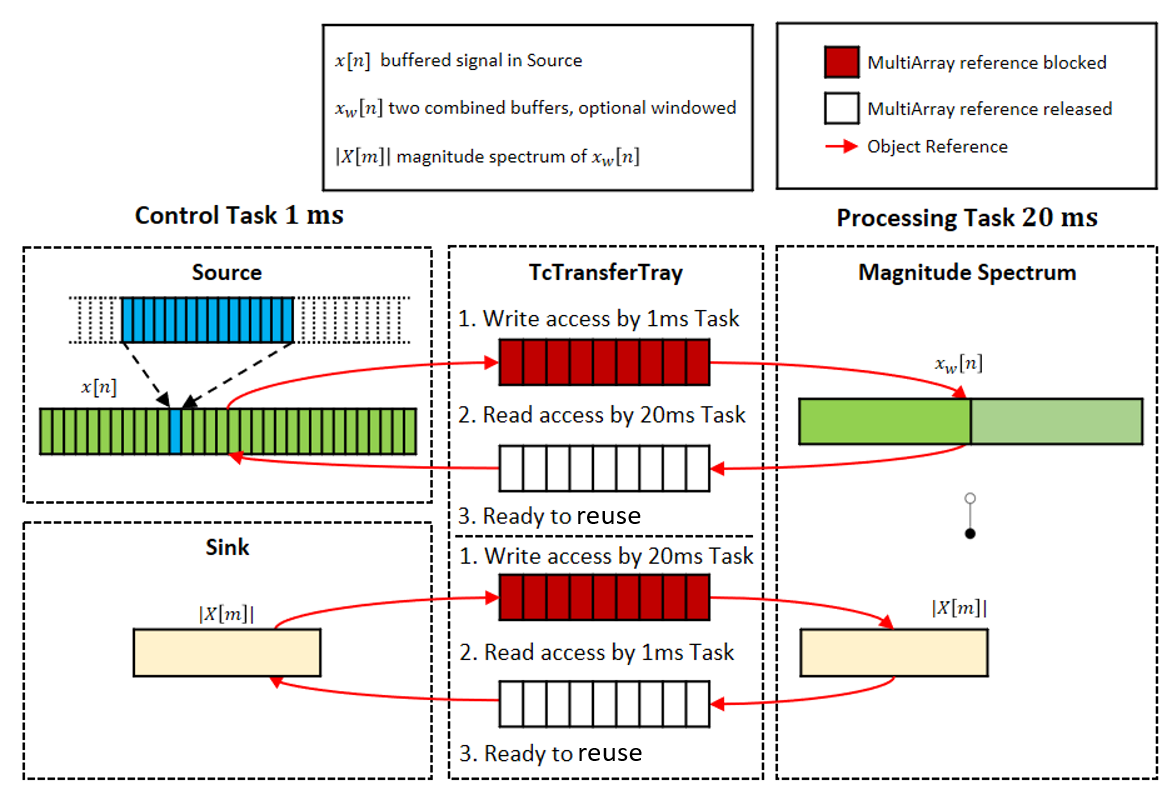 x[n] buffered signal in Source
x_w[n] two combined buffers, optional windowed
|X[m]| magnitude spectrum of x_w[n]
MultiArray reference blocked
MultiArray reference released
Object Reference
Control Task 1 ms
Processing Task 20 ms
Source
x[n]
TcTransferTray
1. Write access by 1ms Task
2. Read access by 20ms Task
3. Ready to reuse
1. Write access by 20ms Task
2. Read access by 1ms Task
3. Ready to reuse
Magnitude Spectrum
x_w[n]
|X[m]|
Sink
|X[m]|